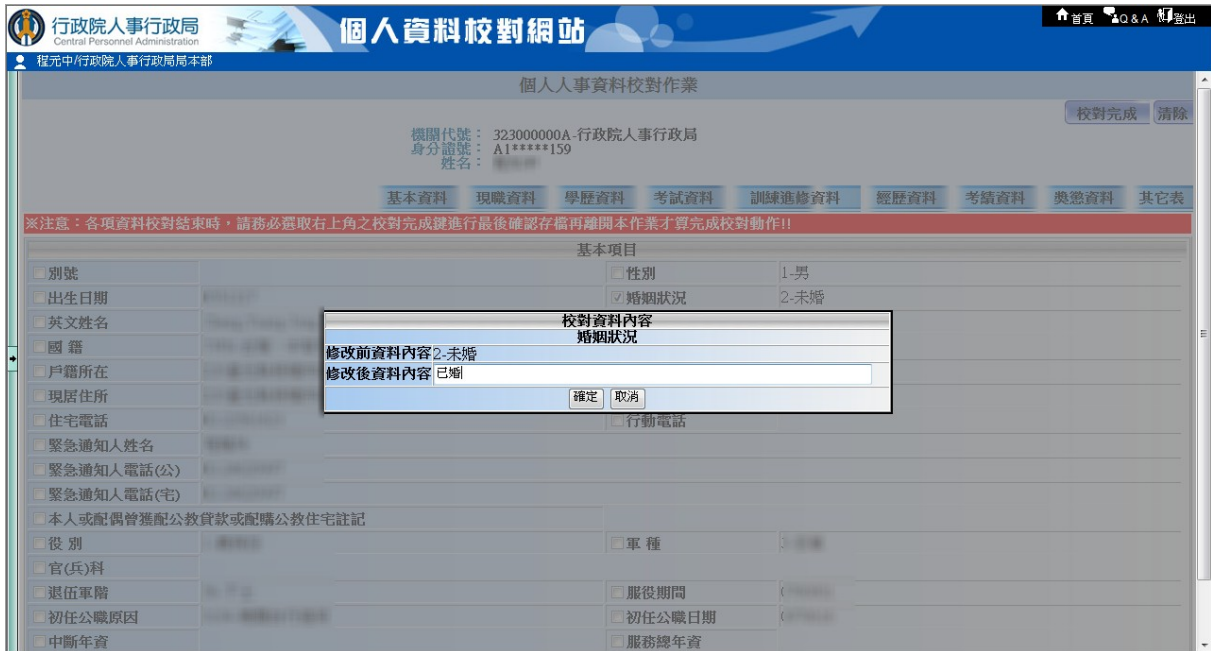 行政院人事行政局 個人資料校對網站 首頁 Q&A 登出
Central Personnel Administration
程元中/行政院人事行政局局本部
個人人事資料校對作業
校對完成 清除
機關代號： 323000000A-行政院人事行政局
身分證號： A1*****159
姓名：
基本資料 現職資料 學歷資料 考試資料 訓練進修資料 經歷資料 考績資料 獎懲資料 其它表
※注意：各項資料校對結束時，請務必選取右上角之校對完成鍵進行最後確認存檔再離開本作業才算完成校對動作!!
基本項目
別號 性別 1-男
出生日期 婚姻狀況 2-未婚
英文姓名
校對資料內容
婚姻狀況
國 籍
修改前資料內容 2-未婚
戶籍所在
修改後資料內容 已婚
現居住所
確定 取消
住宅電話 行動電話
緊急通知人姓名
緊急通知人電話(公)
緊急通知人電話(宅)
本人或配偶曾獲配公教貸款或配購公教住宅註記
役 別 軍 種
官(兵)科
退伍軍階 服役期間
初任公職原因 初任公職日期
中斷年資 服務總年資